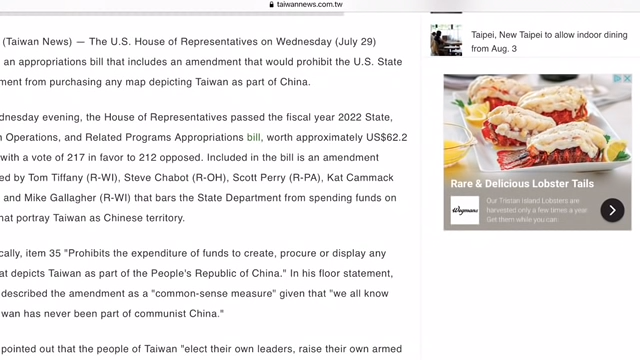 taiwannews.com.tw
(Taiwan News) — The U.S. House of Representatives on Wednesday (July 29)
an appropriations bill that includes an amendment that would prohibit the U.S. State
ment from purchasing any map depicting Taiwan as part of China.
dnesday evening, the House of Representatives passed the fiscal year 2022 State,
n Operations, and Related Programs Appropriations bill, worth approximately US$62.2
with a vote of 217 in favor to 212 opposed. Included in the bill is an amendment
ed by Tom Tiffany (R-WI), Steve Chabot (R-OH), Scott Perry (R-PA), Kat Cammack
and Mike Gallagher (R-WI) that bars the State Department from spending funds on
hat portray Taiwan as Chinese territory.
cally, item 35 "Prohibits the expenditure of funds to create, procure or display any
at depicts Taiwan as part of the People's Republic of China." In his floor statement,
described the amendment as a "common-sense measure" given that "we all know
wan has never been part of communist China."
pointed out that the people of Taiwan "elect their own leaders, raise their own armed
Taipei, New Taipei to allow indoor dining
from Aug. 3
Rare & Delicious Lobster Tails
Wegmans
Our Tristan Island Lobsters are
harvested only a few times a year.
Get them while you can.